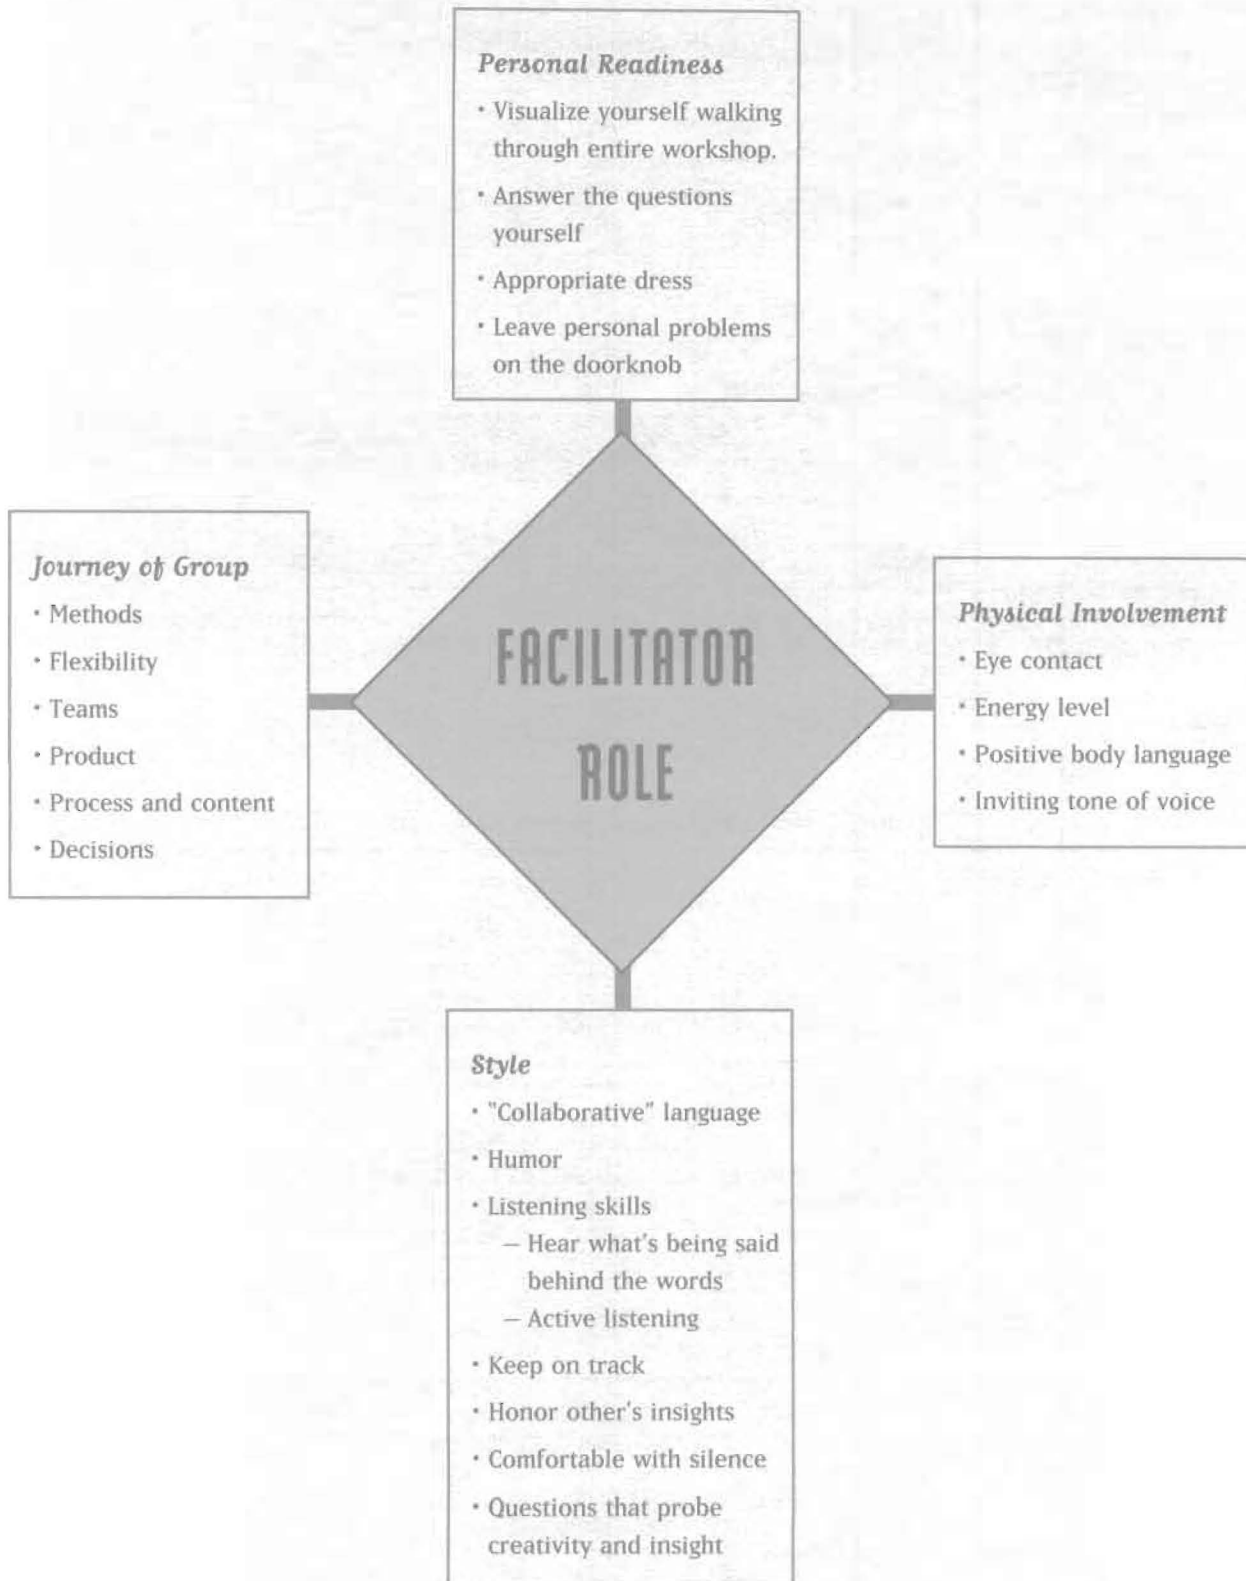 Personal Readiness
• Visualize yourself walking
through entire workshop.
• Answer the questions
yourself
• Appropriate dress
• Leave personal problems
on the doorknob
Journey of Group
• Methods
• Flexibility
• Teams
• Product
• Process and content
• Decisions
FACILITATOR
ROLE
Physical Involvement
• Eye contact
• Energy level
• Positive body language
• Inviting tone of voice
Style
• "Collaborative" language
• Humor
• Listening skills
– Hear what's being said
behind the words
– Active listening
• Keep on track
• Honor other's insights
• Comfortable with silence
• Questions that probe
creativity and insight